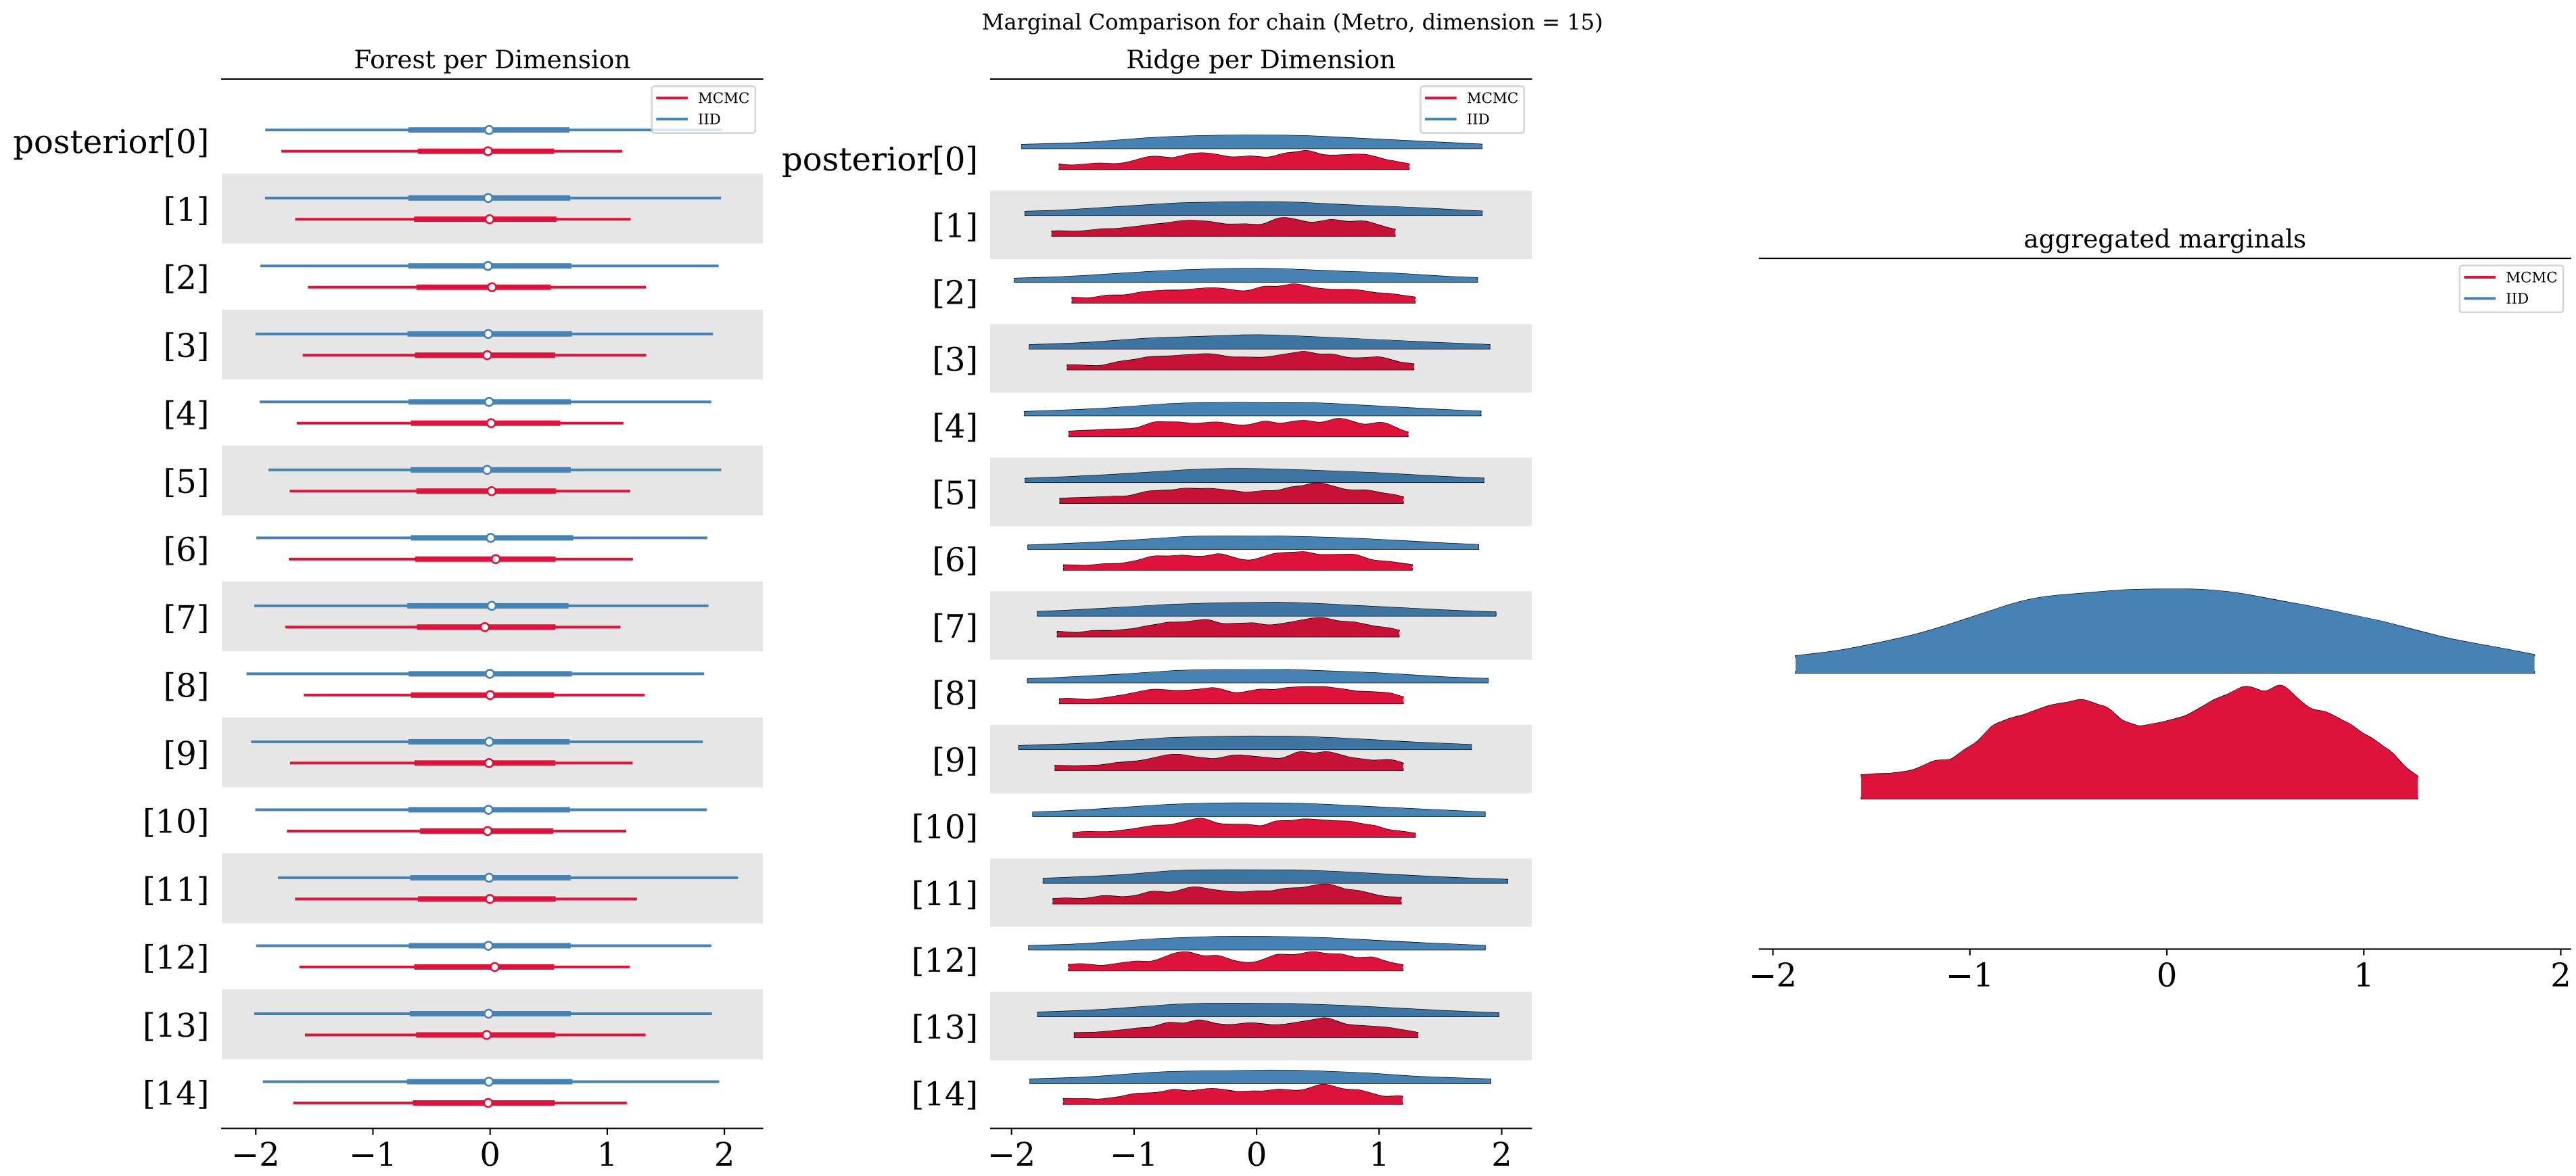 Marginal Comparison for chain (Metro, dimension = 15)
Forest per Dimension
MCMC
IID
posterior[0]
[1]
[2]
[3]
[4]
[5]
[6]
[7]
[8]
[9]
[10]
[11]
[12]
[13]
[14]
−2 −1 0 1 2
Ridge per Dimension
MCMC
IID
posterior[0]
[1]
[2]
[3]
[4]
[5]
[6]
[7]
[8]
[9]
[10]
[11]
[12]
[13]
[14]
−2 −1 0 1 2
aggregated marginals
MCMC
IID
−2 −1 0 1 2